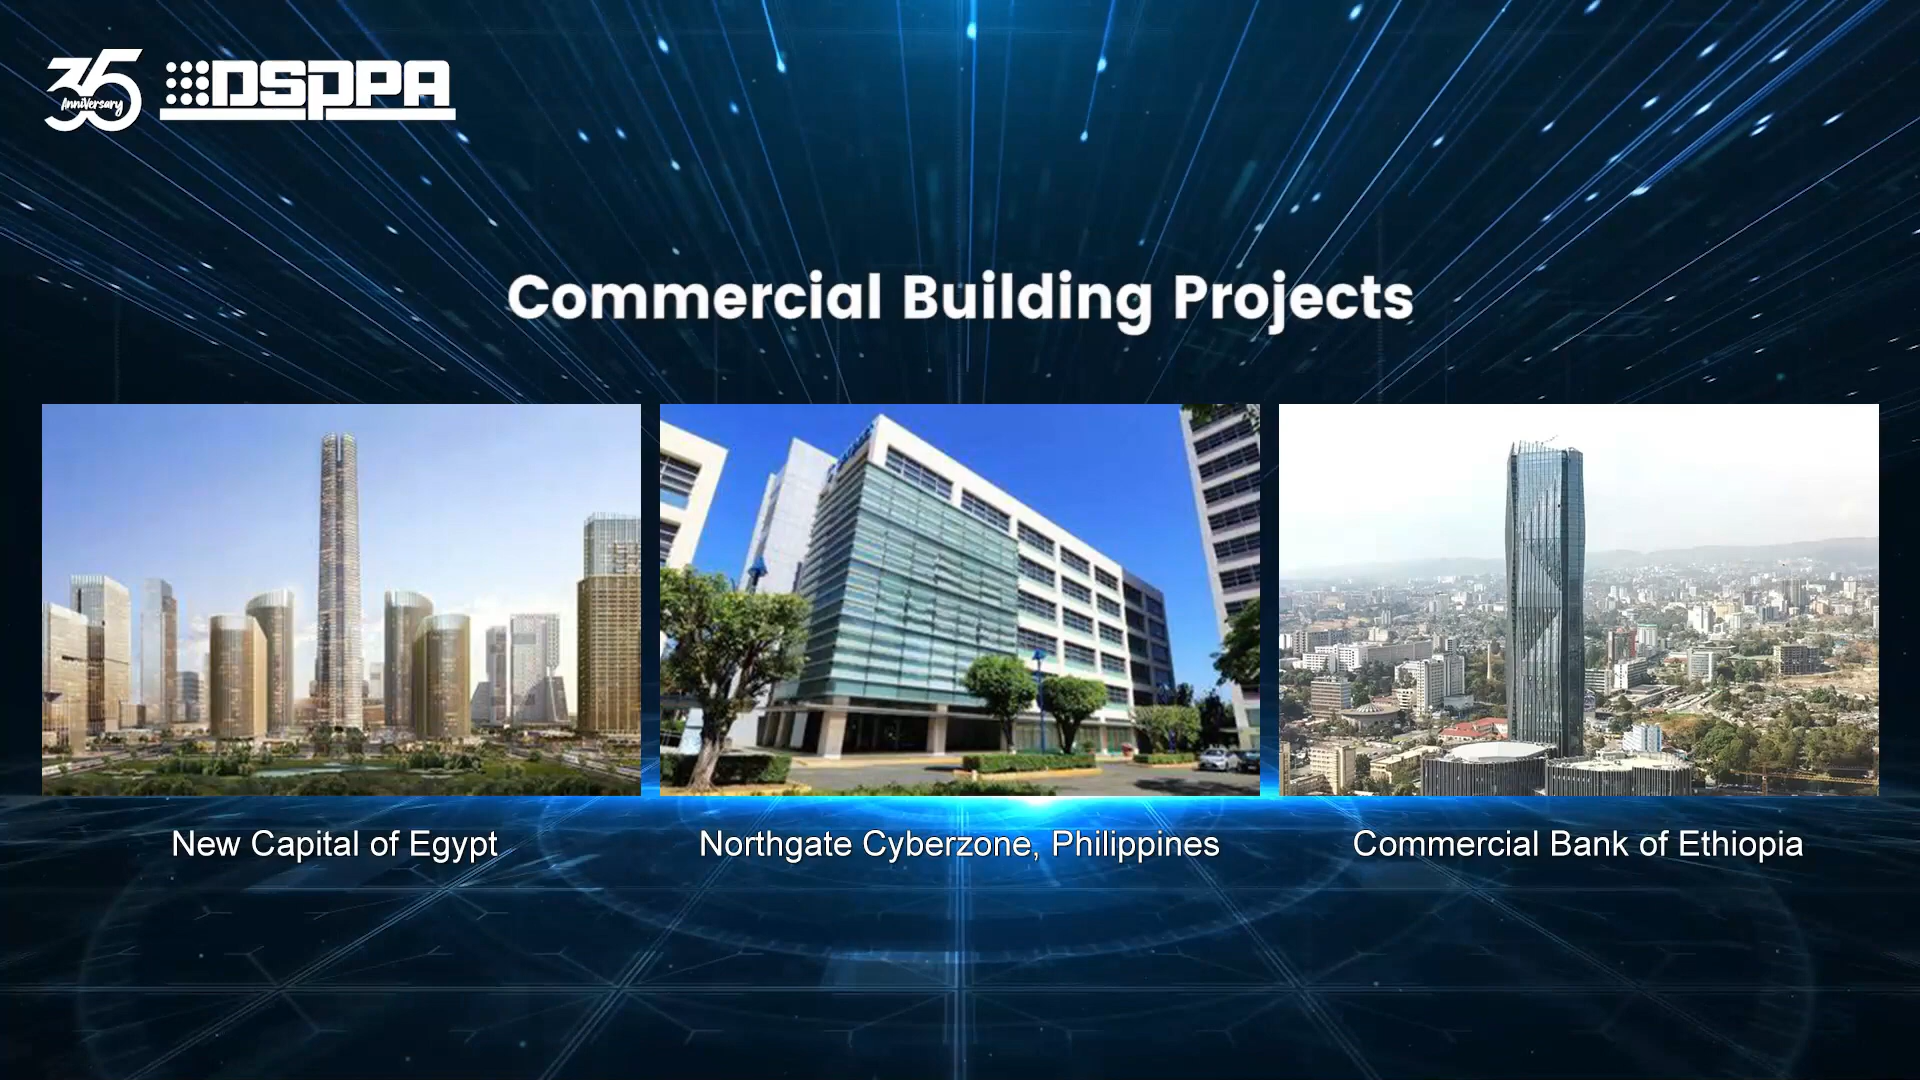 35
Anniversary
DSPPA
Commercial Building Projects
New Capital of Egypt
Northgate Cyberzone, Philippines
Commercial Bank of Ethiopia